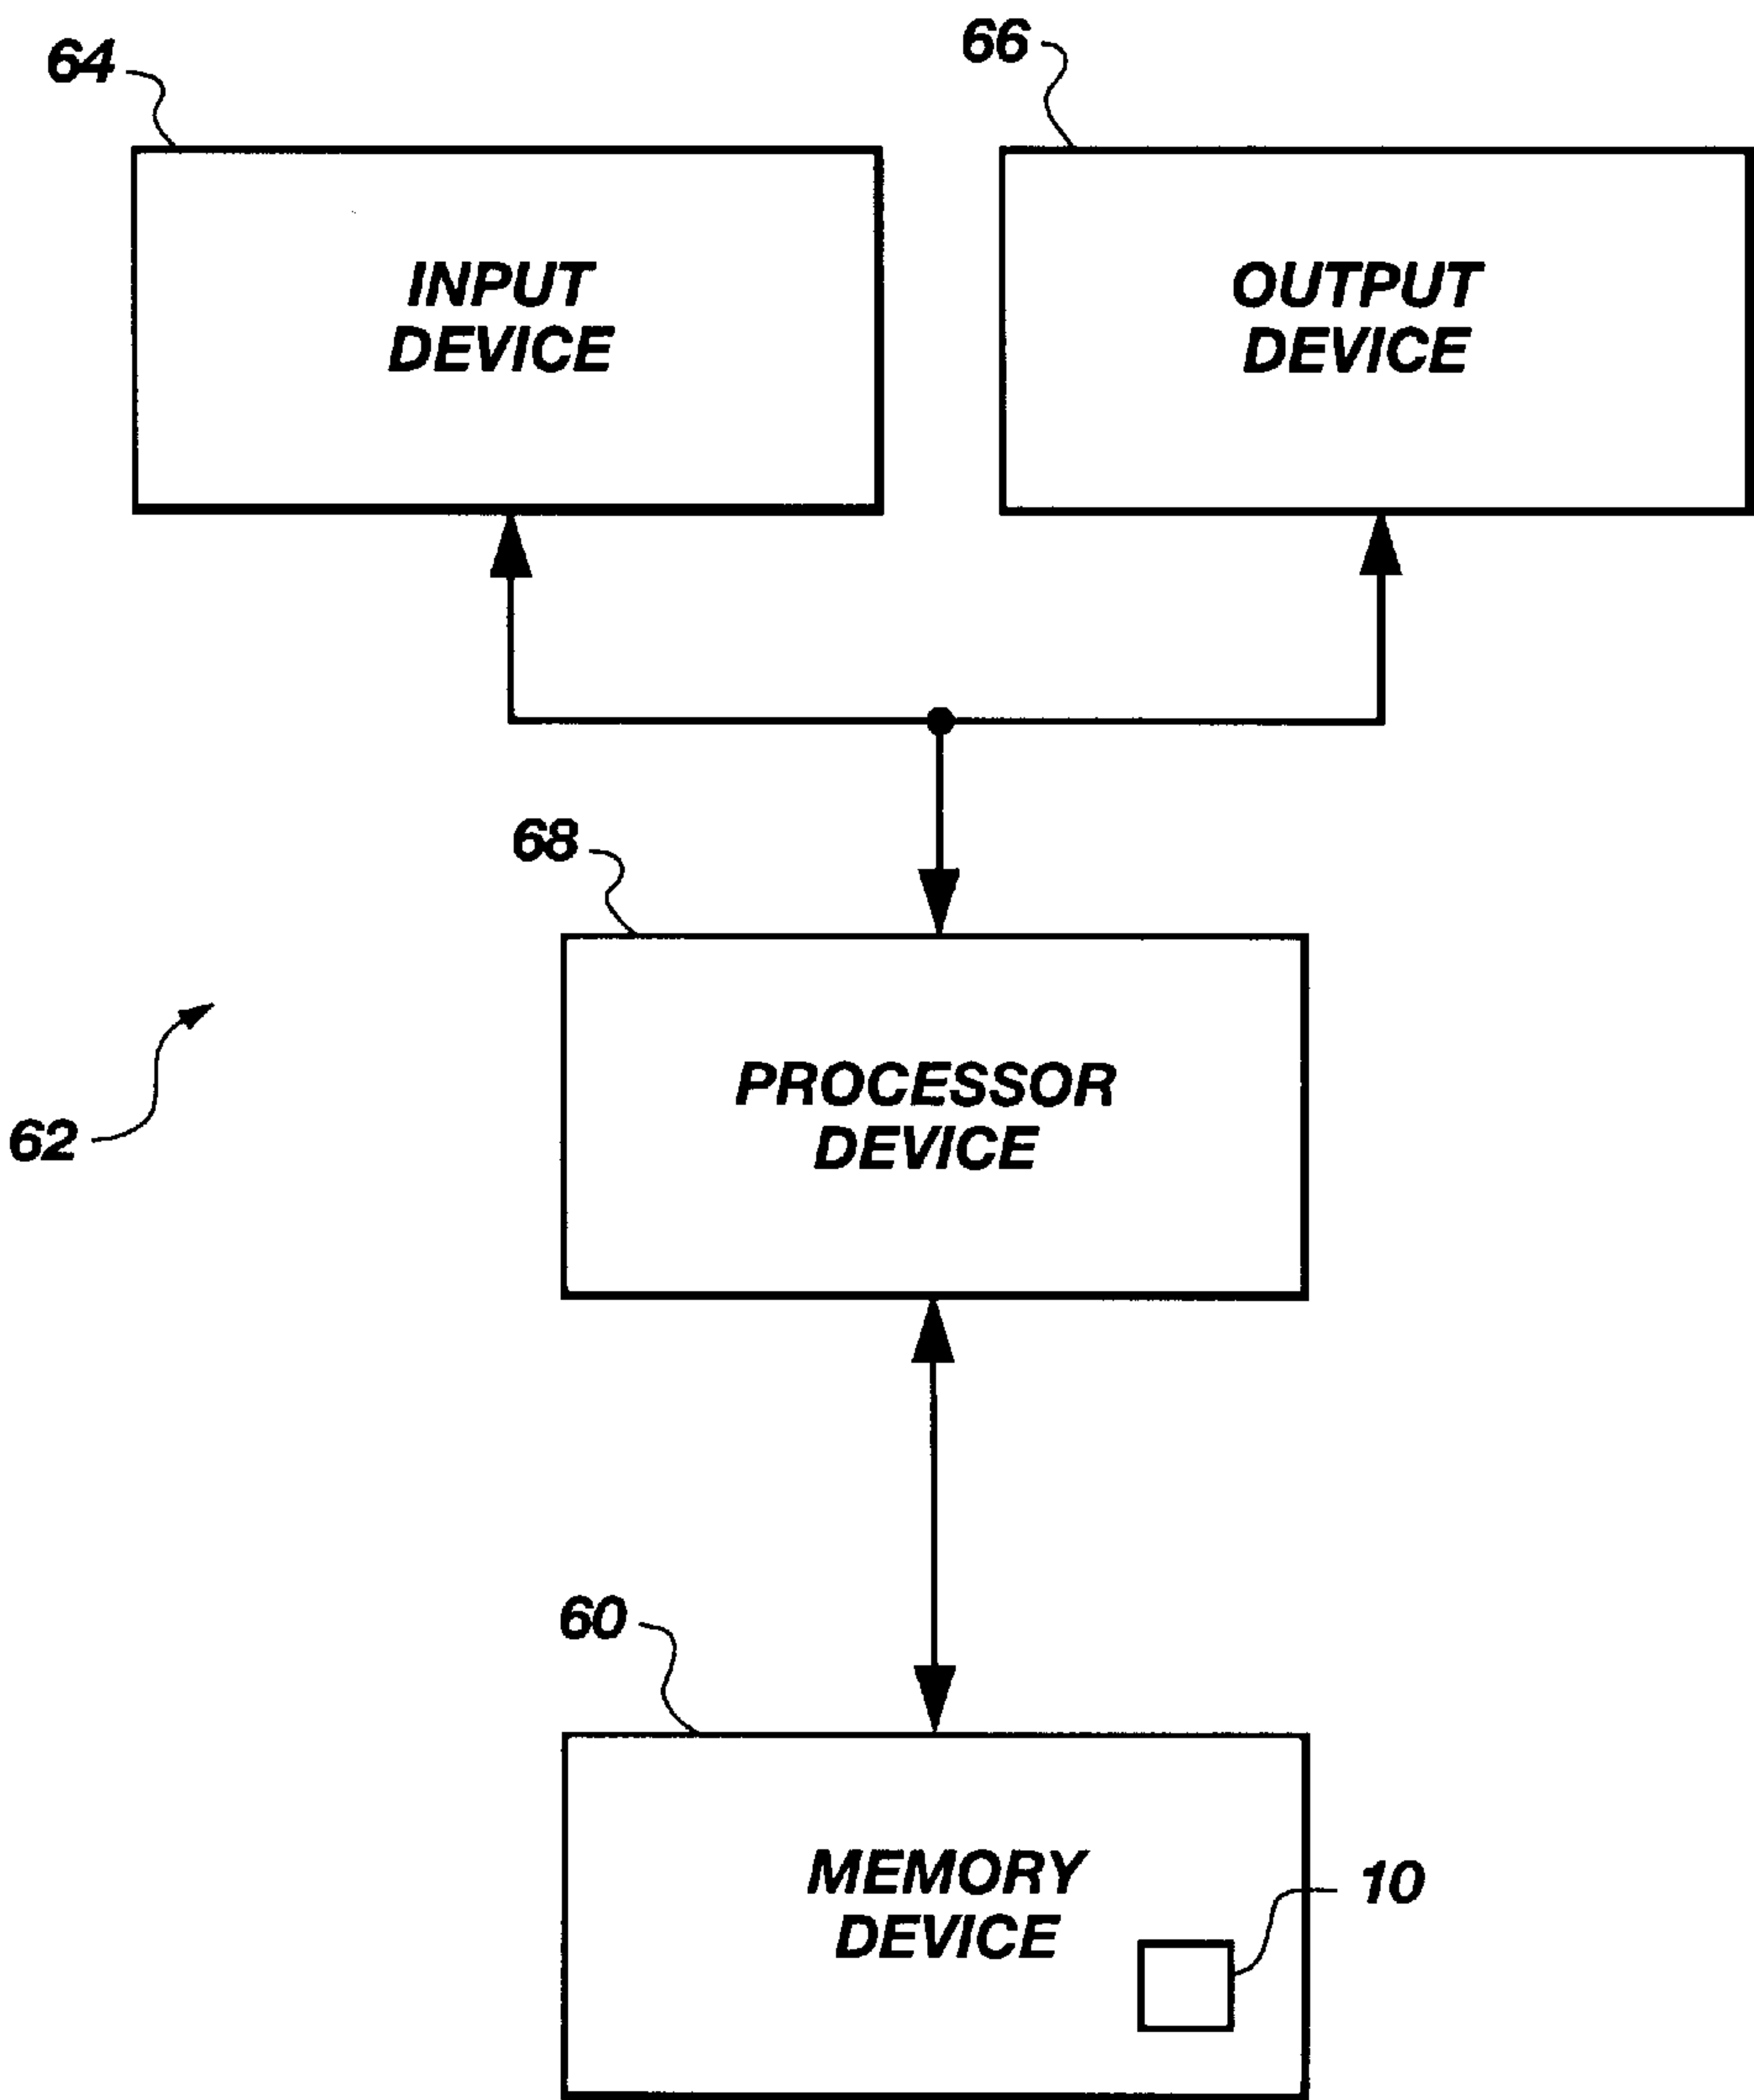 64
66
INPUT
DEVICE
OUTPUT
DEVICE
68
PROCESSOR
DEVICE
62
60
MEMORY
DEVICE
10